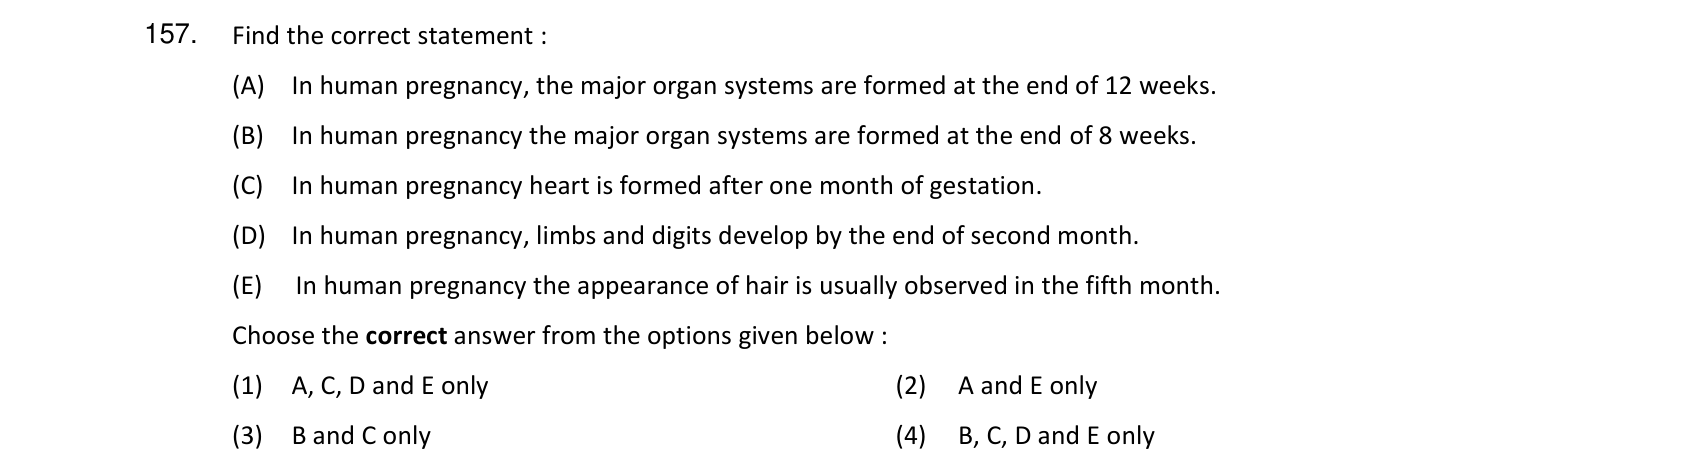 157. Find the correct statement :
(A) In human pregnancy, the major organ systems are formed at the end of 12 weeks.
(B) In human pregnancy the major organ systems are formed at the end of 8 weeks.
(C) In human pregnancy heart is formed after one month of gestation.
(D) In human pregnancy, limbs and digits develop by the end of second month.
(E) In human pregnancy the appearance of hair is usually observed in the fifth month.
Choose the correct answer from the options given below :
(1) A, C, D and E only (2) A and E only
(3) B and C only (4) B, C, D and E only